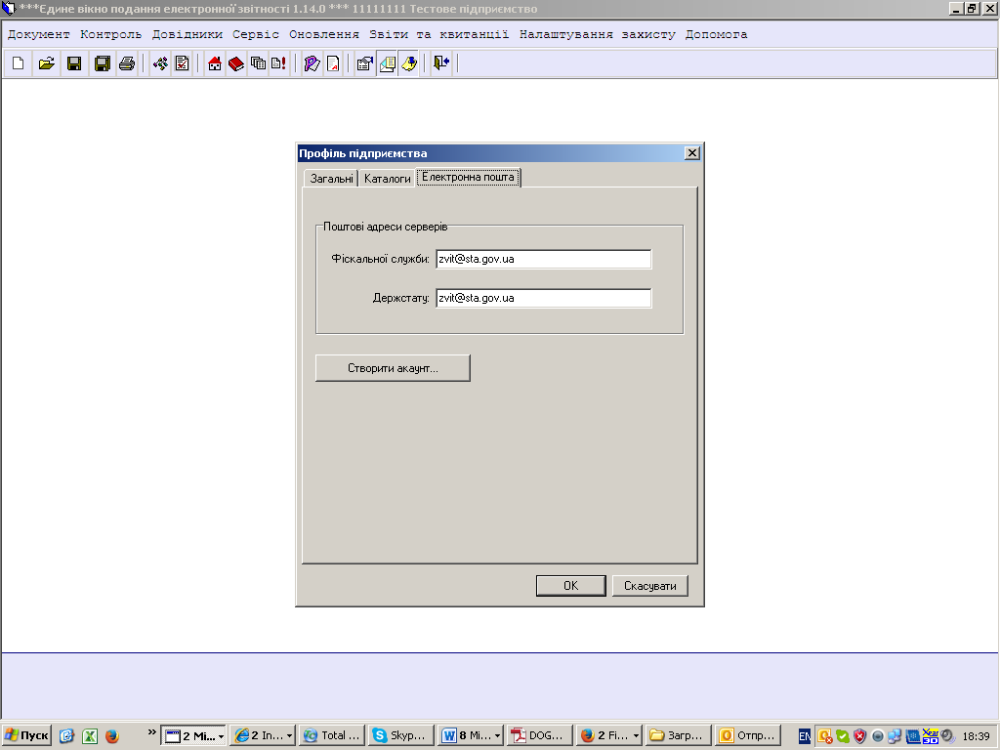 ***Єдине вікно подання електронної звітності 1.14.0 *** 11111111 Тестове підприємство
Документ Контроль Довідники Сервіс Оновлення Звіти та квитанції Налаштування захисту Допомога
Профіль підприємства
Загальні Каталоги Електронна пошта
Поштові адреси серверів
Фіскальної служби: zvit@sta.gov.ua
Держстату: zvit@sta.gov.ua
Створити акаунт...
OK Скасувати
Пуск » 2 Mi... 2 In... Total ... Skyp... 8 Mi... DOG... 2 Fi... Загр... Отпр... EN 18:39